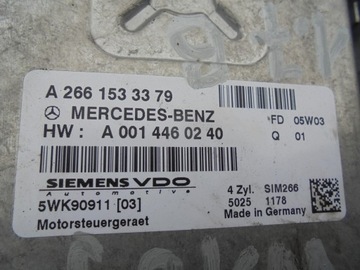 A 266 153 33 79
MERCEDES-BENZ
FD 05W03
HW : A 001 446 02 40
Q 01
SIEMENS VDO
Automotive
4 Zyl. SIM266
5WK90911 [03]
5025 1178
Motorsteuergeraet
Made in Germany